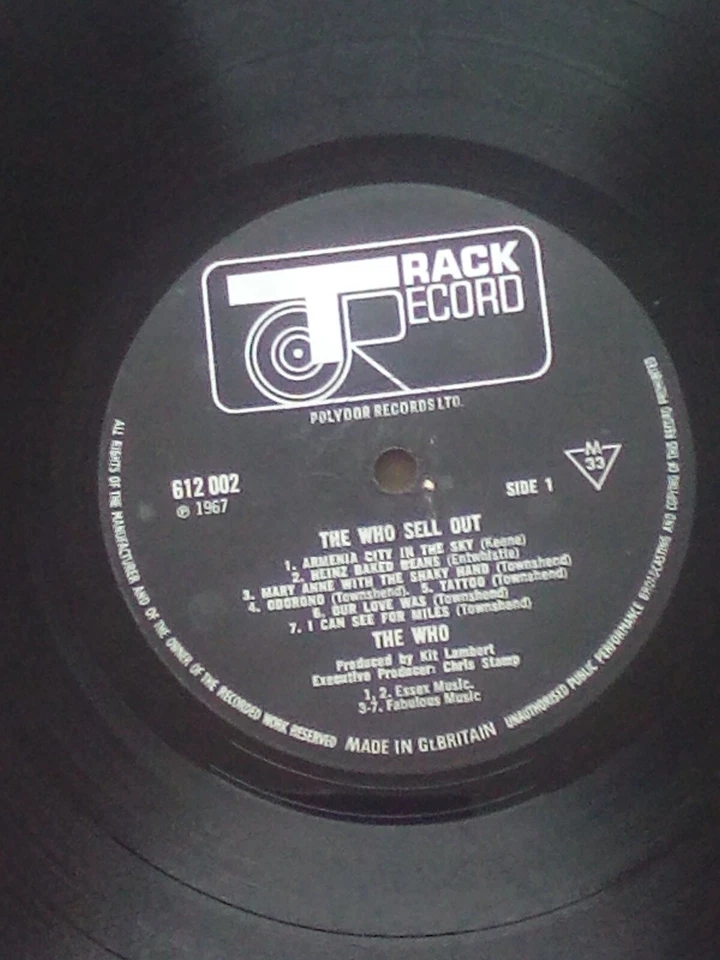 TRACK
RECORD
POLYDOR RECORDS LTD.
612 002
℗ 1967
SIDE 1
M
33
THE WHO SELL OUT
1. ARMENIA CITY IN THE SKY (Keene)
2. HEINZ BAKED BEANS (Entwhistle)
3. MARY ANNE WITH THE SHAKY HAND (Townshend)
4. ODORONO (Townshend). 5. TATTOO (Townshend)
6. OUR LOVE WAS (Townshend)
7. I CAN SEE FOR MILES (Townshend)
THE WHO
Produced by Kit Lambert
Executive Producer: Chris Stamp
1, 2. Essex Music.
3-7. Fabulous Music
ALL RIGHTS OF THE MANUFACTURER AND OF THE OWNER OF THE RECORDED WORK RESERVED
MADE IN Gt.BRITAIN
UNAUTHORISED PUBLIC PERFORMANCE BROADCASTING AND COPYING OF THIS RECORD PROHIBITED